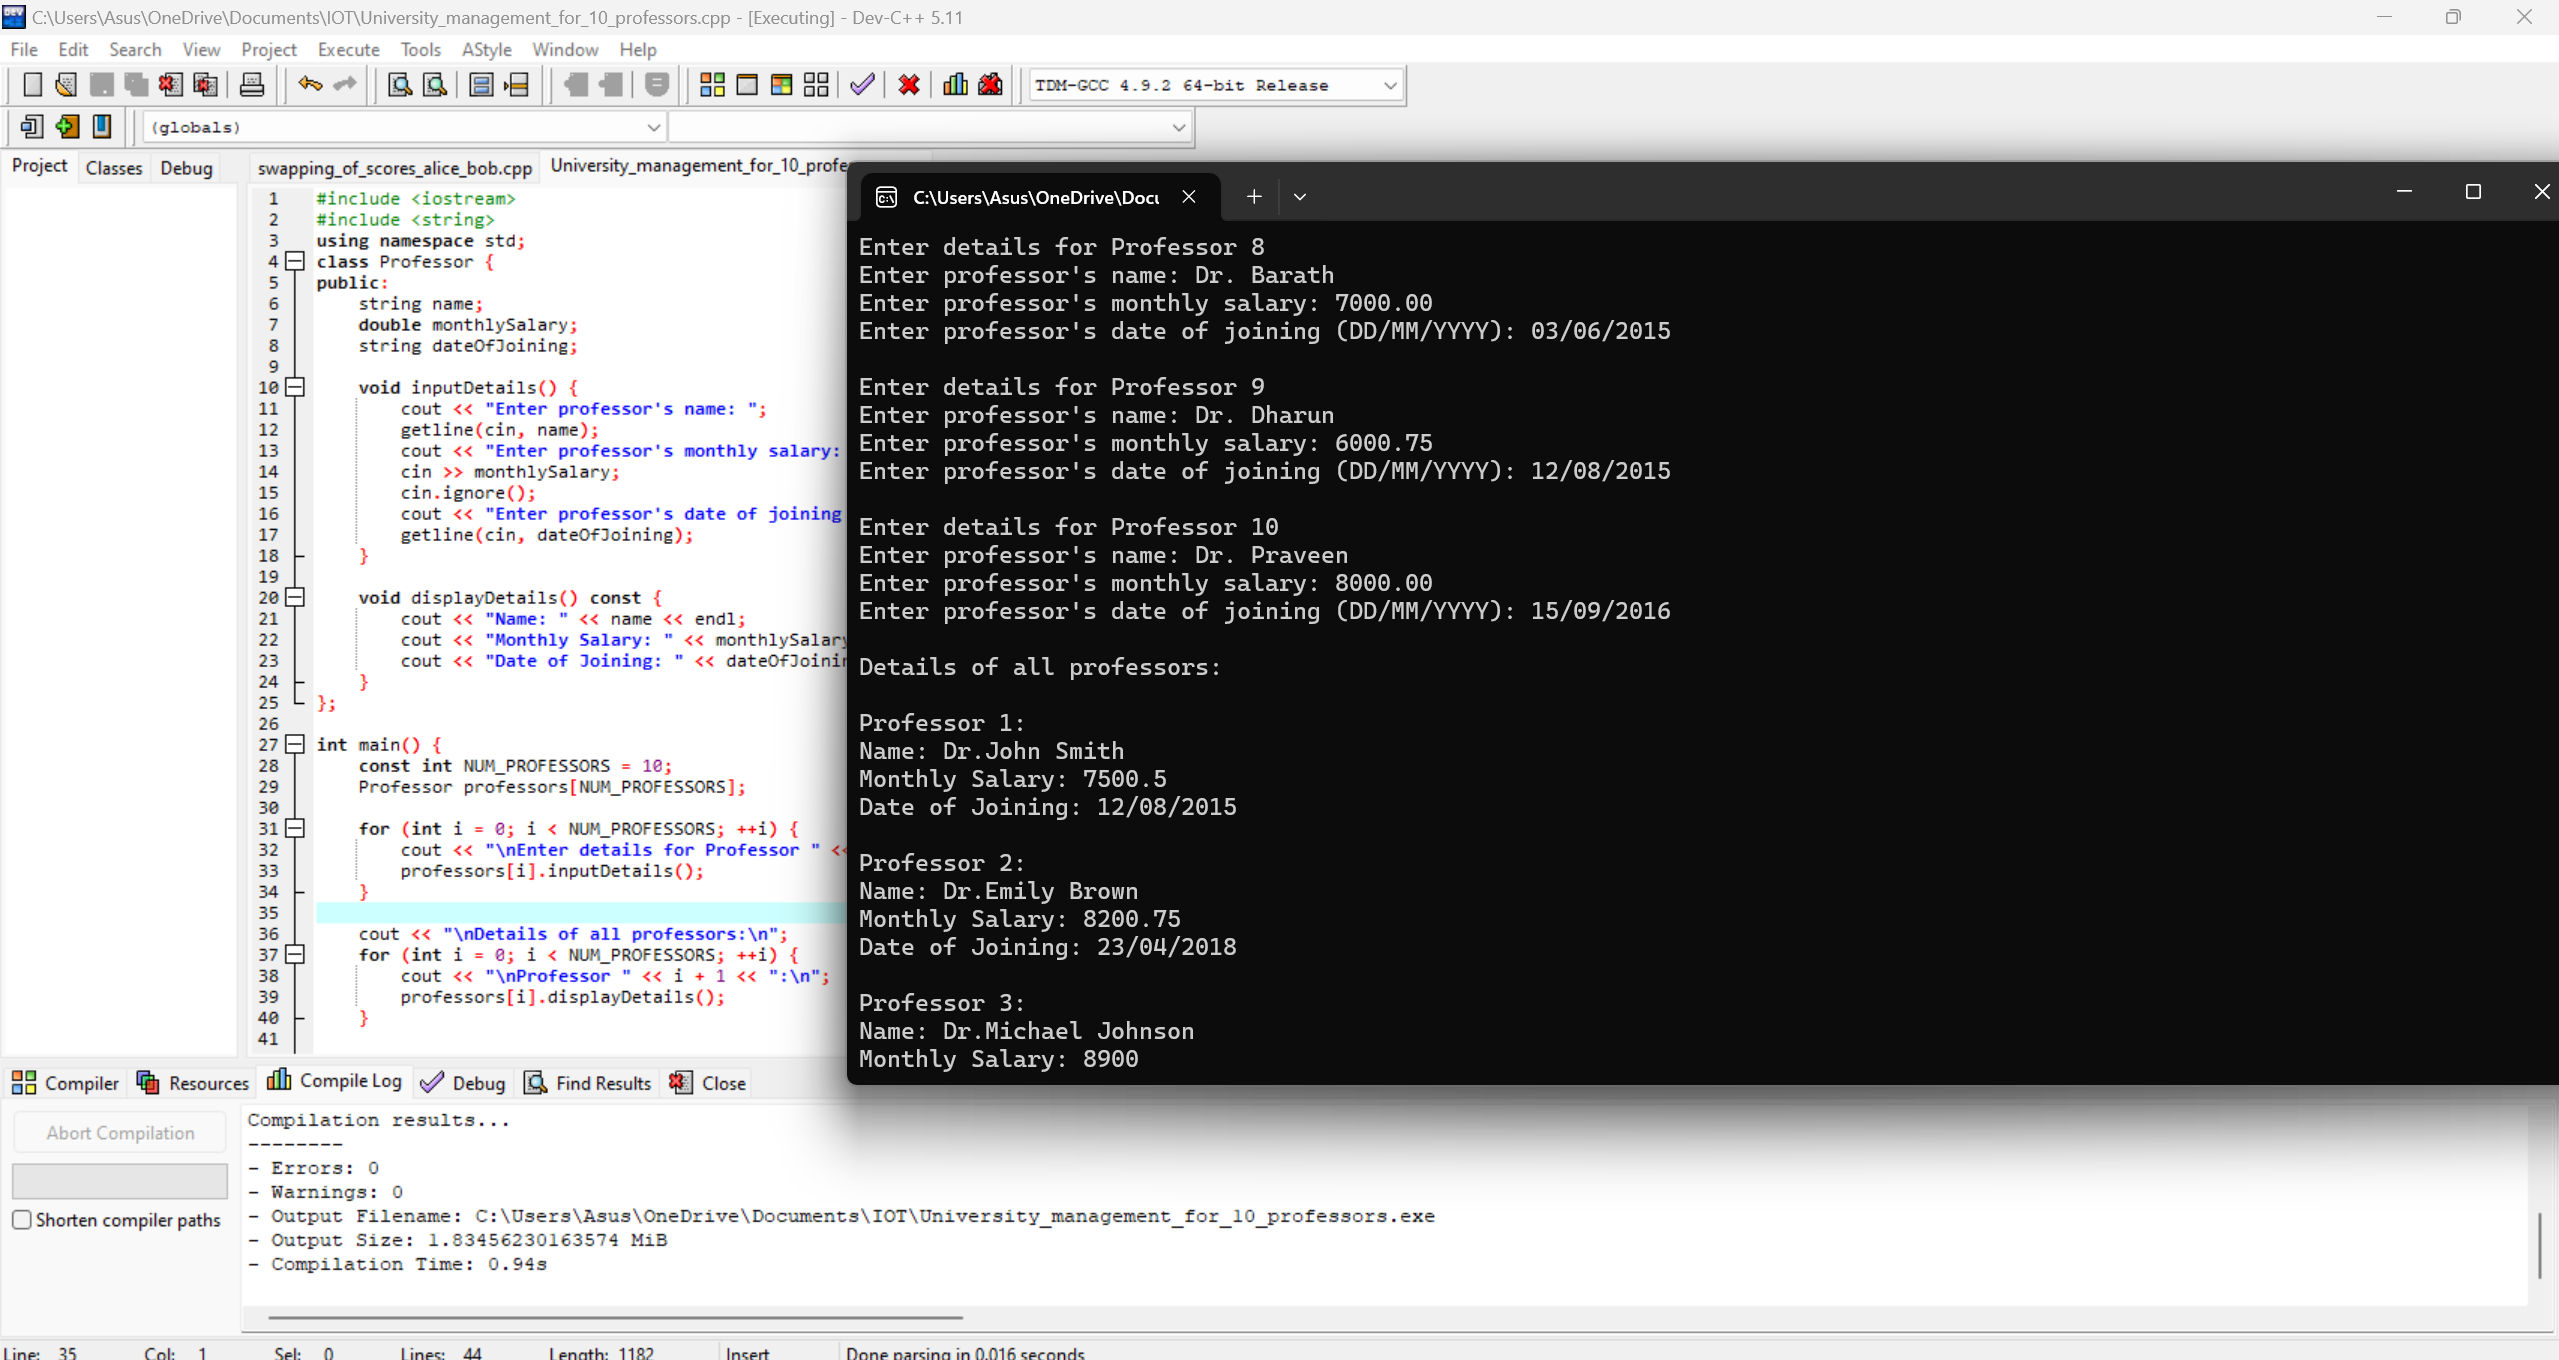 C:\Users\Asus\OneDrive\Documents\IOT\University_management_for_10_professors.cpp - [Executing] - Dev-C++ 5.11
File Edit Search View Project Execute Tools AStyle Window Help
TDM-GCC 4.9.2 64-bit Release
(globals)
Project Classes Debug
swapping_of_scores_alice_bob.cpp University_management_for_10_profe
1 #include <iostream>
2 #include <string>
3 using namespace std;
4 class Professor {
5 public:
6 string name;
7 double monthlySalary;
8 string dateOfJoining;
9
10 void inputDetails() {
11 cout << "Enter professor's name: ";
12 getline(cin, name);
13 cout << "Enter professor's monthly salary:
14 cin >> monthlySalary;
15 cin.ignore();
16 cout << "Enter professor's date of joining
17 getline(cin, dateOfJoining);
18 }
19
20 void displayDetails() const {
21 cout << "Name: " << name << endl;
22 cout << "Monthly Salary: " << monthlySalary
23 cout << "Date of Joining: " << dateOfJoinin
24 }
25 };
26
27 int main() {
28 const int NUM_PROFESSORS = 10;
29 Professor professors[NUM_PROFESSORS];
30
31 for (int i = 0; i < NUM_PROFESSORS; ++i) {
32 cout << "\nEnter details for Professor " <<
33 professors[i].inputDetails();
34 }
35
36 cout << "\nDetails of all professors:\n";
37 for (int i = 0; i < NUM_PROFESSORS; ++i) {
38 cout << "\nProfessor " << i + 1 << ":\n";
39 professors[i].displayDetails();
40 }
41
C:\Users\Asus\OneDrive\Docu
Enter details for Professor 8
Enter professor's name: Dr. Barath
Enter professor's monthly salary: 7000.00
Enter professor's date of joining (DD/MM/YYYY): 03/06/2015
Enter details for Professor 9
Enter professor's name: Dr. Dharun
Enter professor's monthly salary: 6000.75
Enter professor's date of joining (DD/MM/YYYY): 12/08/2015
Enter details for Professor 10
Enter professor's name: Dr. Praveen
Enter professor's monthly salary: 8000.00
Enter professor's date of joining (DD/MM/YYYY): 15/09/2016
Details of all professors:
Professor 1:
Name: Dr.John Smith
Monthly Salary: 7500.5
Date of Joining: 12/08/2015
Professor 2:
Name: Dr.Emily Brown
Monthly Salary: 8200.75
Date of Joining: 23/04/2018
Professor 3:
Name: Dr.Michael Johnson
Monthly Salary: 8900
Compiler Resources Compile Log Debug Find Results Close
Abort Compilation
Shorten compiler paths
Compilation results...
--------
- Errors: 0
- Warnings: 0
- Output Filename: C:\Users\Asus\OneDrive\Documents\IOT\University_management_for_10_professors.exe
- Output Size: 1.83456230163574 MiB
- Compilation Time: 0.94s
Line: 35 Col: 1 Sel: 0 Lines: 44 Length: 1182 Insert Done parsing in 0.016 seconds